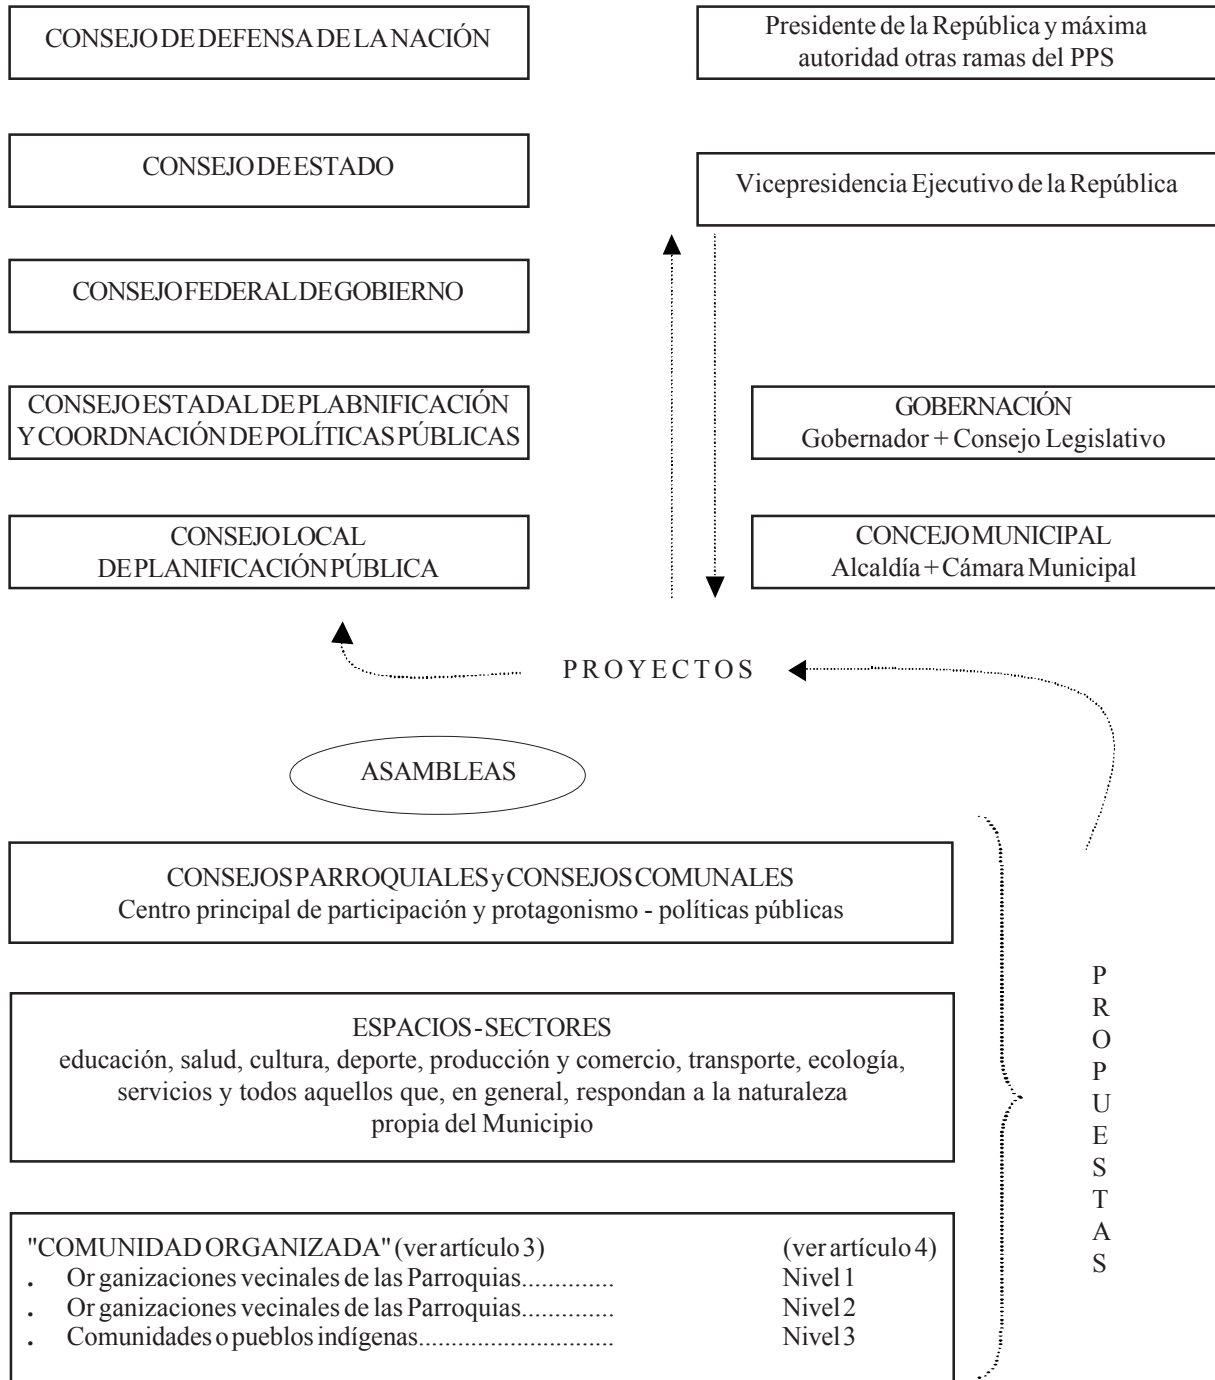 CONSEJO DE DEFENSA DE LA NACIÓN
Presidente de la República y máxima
autoridad otras ramas del PPS
CONSEJO DE ESTADO
Vicepresidencia Ejecutivo de la República
CONSEJO FEDERAL DE GOBIERNO
CONSEJO ESTADAL DE PLABNIFICACIÓN
Y COORDNACIÓN DE POLÍTICAS PÚBLICAS
GOBERNACIÓN
Gobernador + Consejo Legislativo
CONSEJO LOCAL
DE PLANIFICACIÓN PÚBLICA
CONCEJO MUNICIPAL
Alcaldía + Cámara Municipal
PROYECTOS
ASAMBLEAS
CONSEJOS PARROQUIALES y CONSEJOS COMUNALES
Centro principal de participación y protagonismo - políticas públicas
ESPACIOS - SECTORES
educación, salud, cultura, deporte, producción y comercio, transporte, ecología,
servicios y todos aquellos que, en general, respondan a la naturaleza
propia del Municipio
"COMUNIDAD ORGANIZADA" (ver artículo 3) (ver artículo 4)
. Or ganizaciones vecinales de las Parroquias.............. Nivel 1
. Or ganizaciones vecinales de las Parroquias.............. Nivel 2
. Comunidades o pueblos indígenas............................. Nivel 3
PROPUESTAS